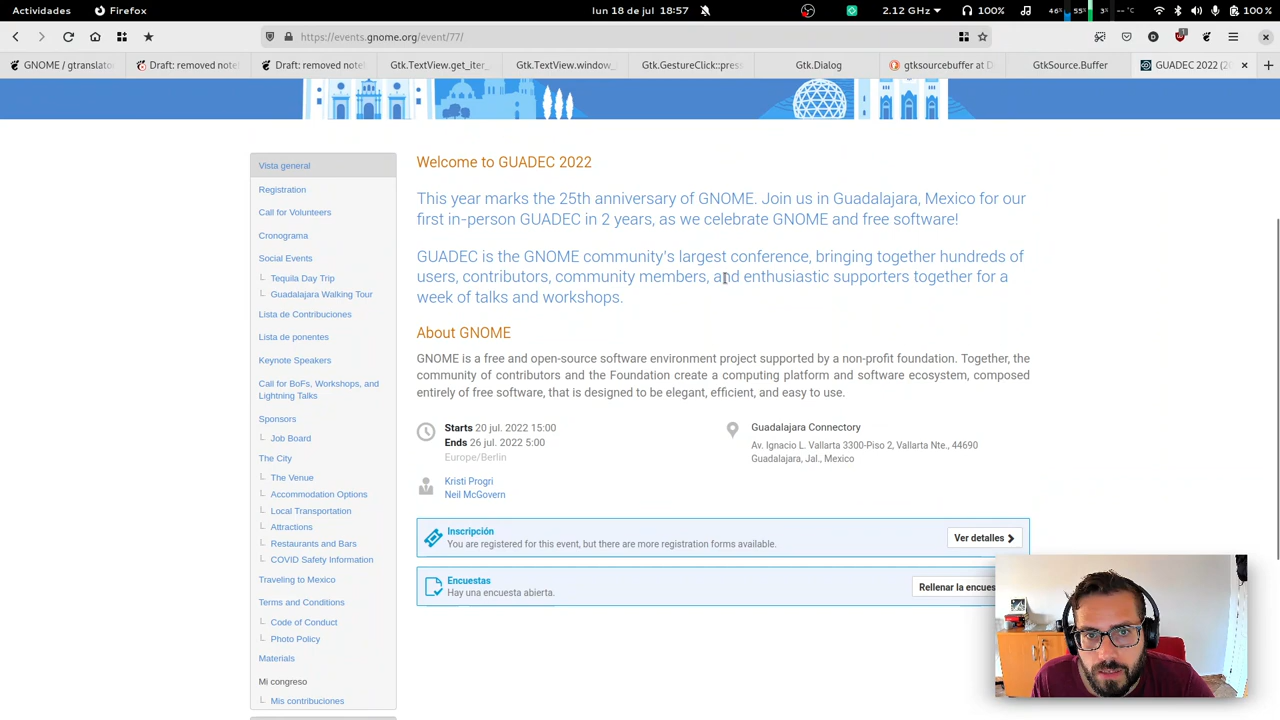 Actividades Firefox lun 18 de jul 18:57 2.12 GHz 100% 46% 55% 3% --°C 100 %
https://events.gnome.org/event/77/
GNOME / gtranslato Draft: removed note Draft: removed note Gtk.TextView.get_iter_ Gtk.TextView.window_ Gtk.GestureClick::press Gtk.Dialog gtksourcebuffer at D GtkSource.Buffer GUADEC 2022 (2
Vista general
Registration
Call for Volunteers
Cronograma
Social Events
Tequila Day Trip
Guadalajara Walking Tour
Lista de Contribuciones
Lista de ponentes
Keynote Speakers
Call for BoFs, Workshops, and
Lightning Talks
Sponsors
Job Board
The City
The Venue
Accommodation Options
Local Transportation
Attractions
Restaurants and Bars
COVID Safety Information
Traveling to Mexico
Terms and Conditions
Code of Conduct
Photo Policy
Materials
Mi congreso
Mis contribuciones
Welcome to GUADEC 2022
This year marks the 25th anniversary of GNOME. Join us in Guadalajara, Mexico for our
first in-person GUADEC in 2 years, as we celebrate GNOME and free software!
GUADEC is the GNOME community's largest conference, bringing together hundreds of
users, contributors, community members, and enthusiastic supporters together for a
week of talks and workshops.
About GNOME
GNOME is a free and open-source software environment project supported by a non-profit foundation. Together, the
community of contributors and the Foundation create a computing platform and software ecosystem, composed
entirely of free software, that is designed to be elegant, efficient, and easy to use.
Starts 20 jul. 2022 15:00
Ends 26 jul. 2022 5:00
Europe/Berlin
Guadalajara Connectory
Av. Ignacio L. Vallarta 3300-Piso 2, Vallarta Nte., 44690
Guadalajara, Jal., Mexico
Kristi Progri
Neil McGovern
Inscripción
You are registered for this event, but there are more registration forms available.
Ver detalles
Encuestas
Hay una encuesta abierta.
Rellenar la encues